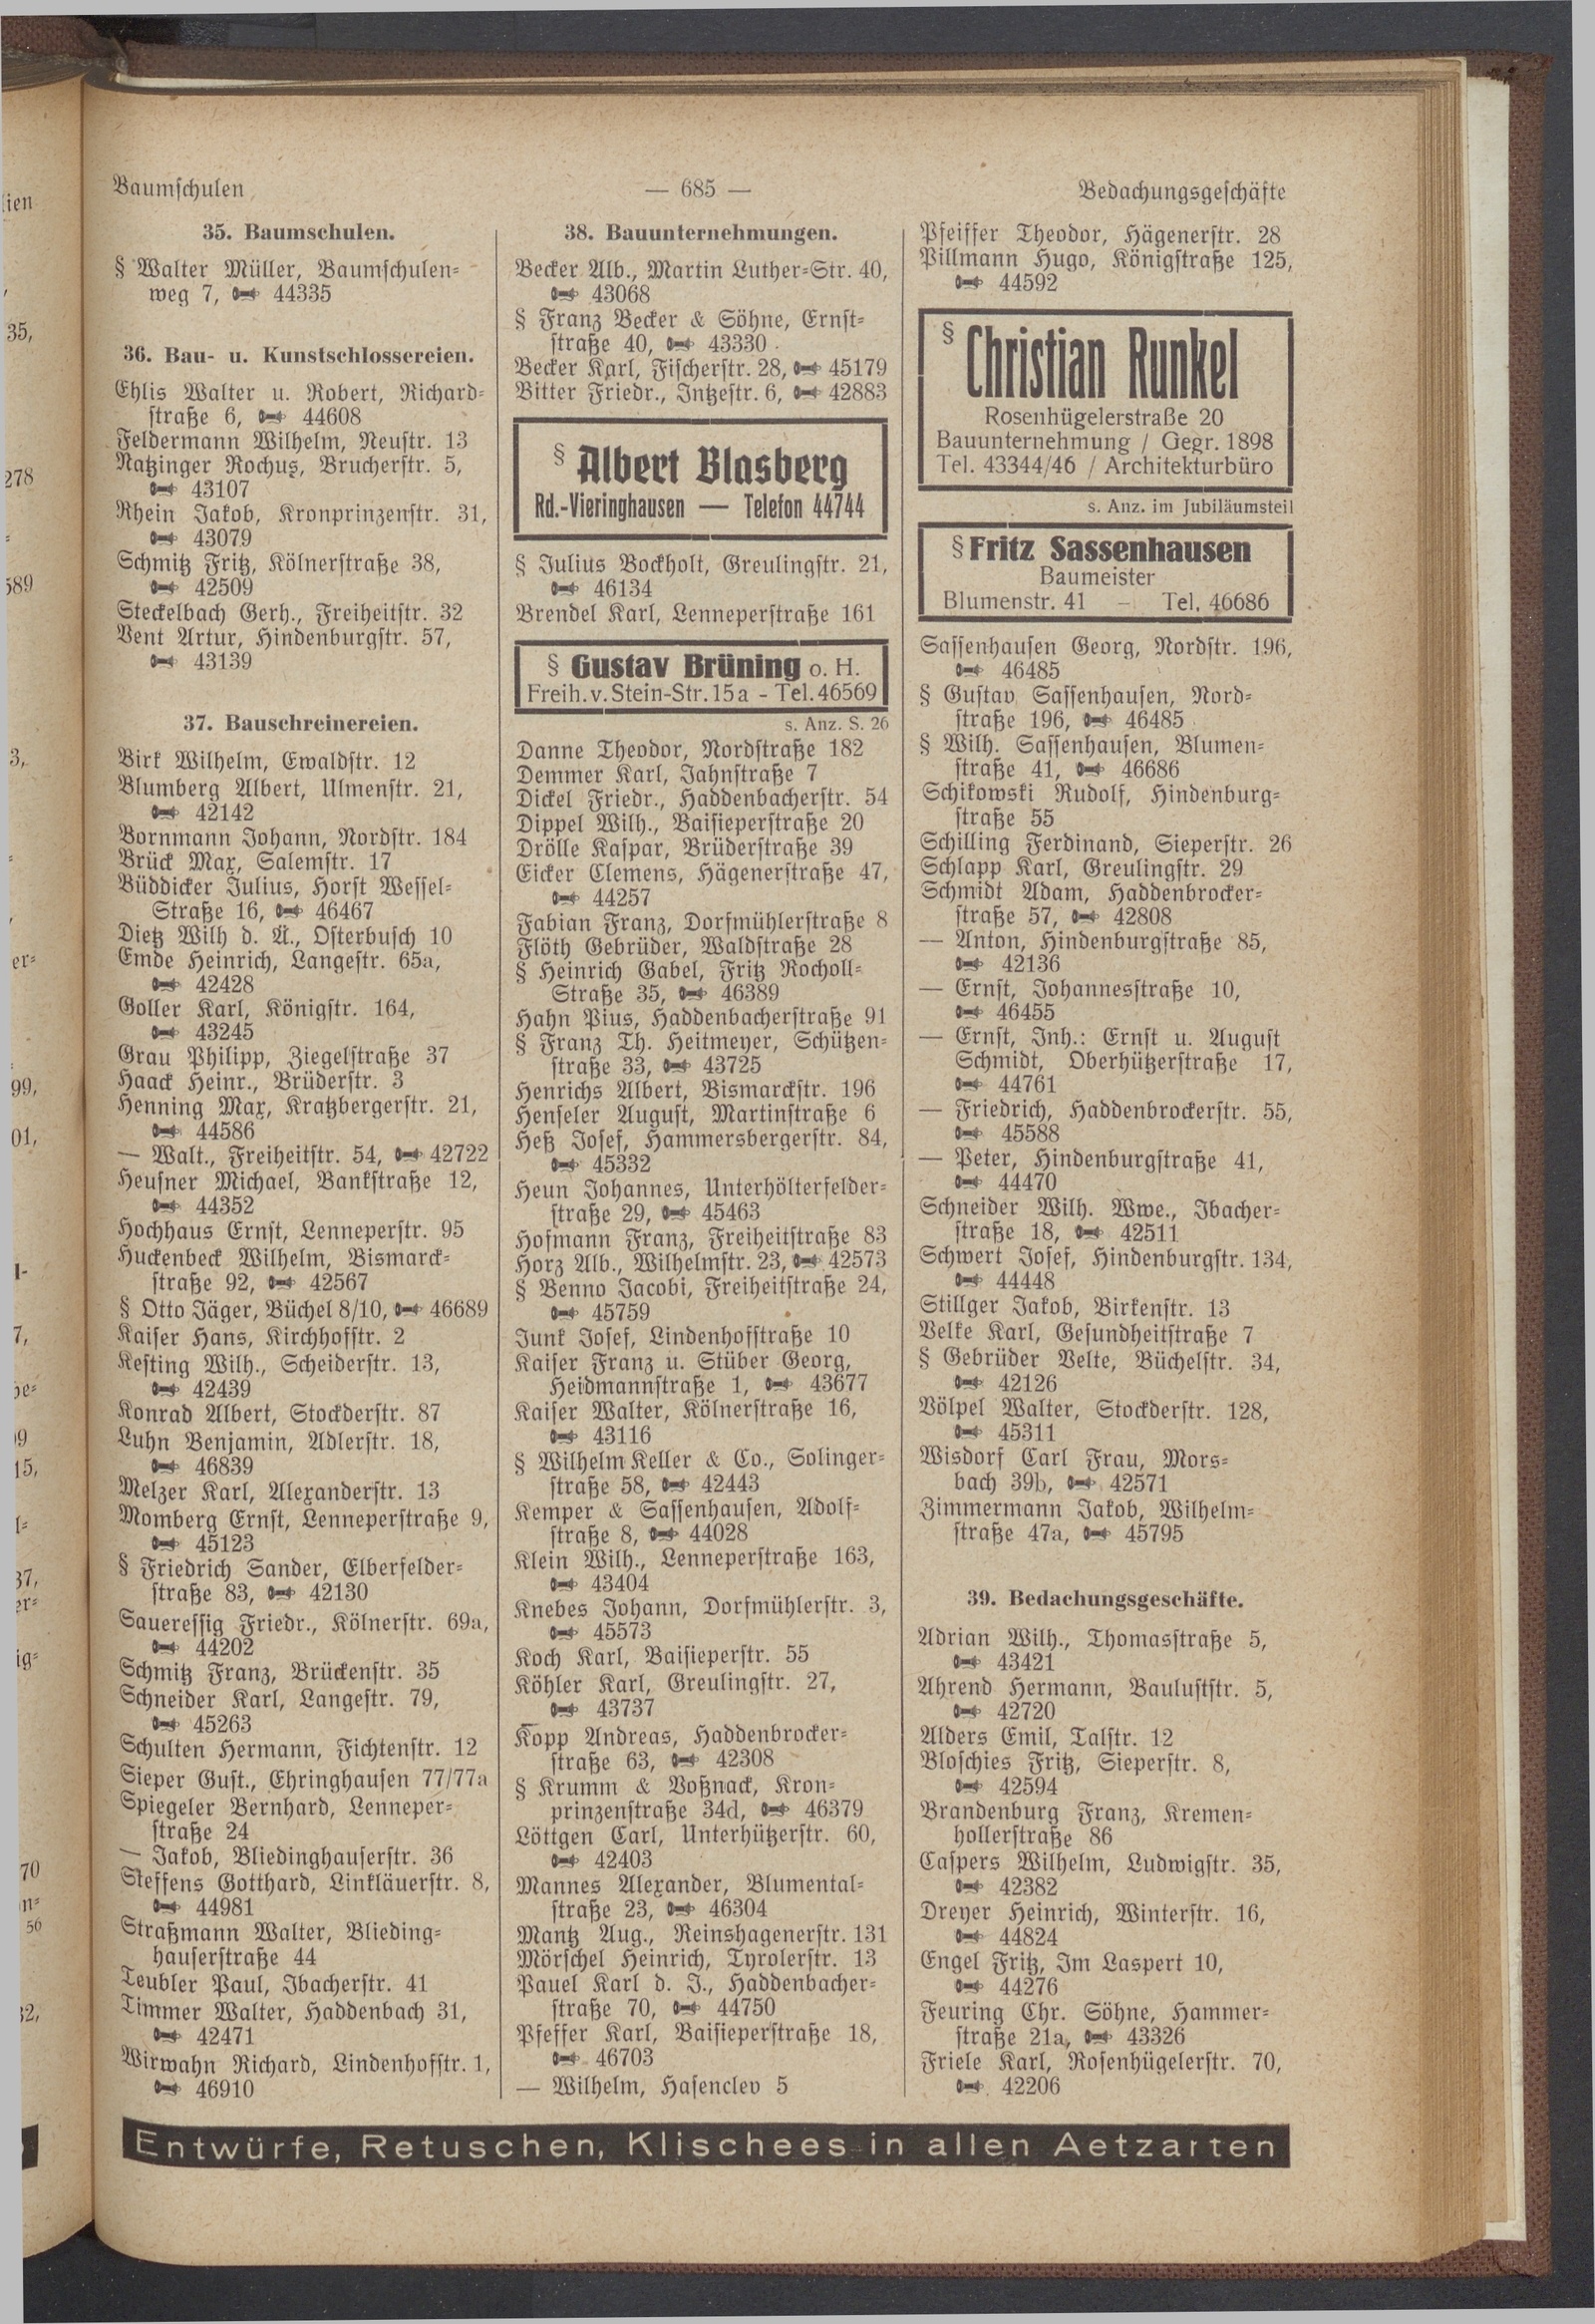 Baumschulen
— 685 —
Bedachungsgeschäfte
35. Baumschulen.
§ Walter Müller, Baumschulen-
weg 7, 44335
36. Bau- u. Kunstschlossereien.
Ehlis Walter u. Robert, Richard-
straße 6, 44608
Feldermann Wilhelm, Neustr. 13
Natzinger Rochus, Brucherstr. 5,
43107
Rhein Jakob, Kronprinzenstr. 31,
43079
Schmitz Fritz, Kölnerstraße 38,
42509
Steckelbach Gerh., Freiheitstr. 32
Vent Artur, Hindenburgstr. 57,
43139
37. Bauschreinereien.
Birk Wilhelm, Ewaldstr. 12
Blumberg Albert, Ulmenstr. 21,
42142
Bornmann Johann, Nordstr. 184
Brück Max, Salemstr. 17
Büddicker Julius, Horst Wessel-
Straße 16, 46467
Dietz Wilh d. Ä., Osterbusch 10
Emde Heinrich, Langestr. 65a,
42428
Goller Karl, Königstr. 164,
43245
Grau Philipp, Ziegelstraße 37
Haack Heinr., Brüderstr. 3
Henning Max, Kratzbergerstr. 21,
44586
— Walt., Freiheitstr. 54, 42722
Heusner Michael, Bankstraße 12,
44352
Hochhaus Ernst, Lenneperstr. 95
Huckenbeck Wilhelm, Bismarck-
straße 92, 42567
§ Otto Jäger, Büchel 8/10, 46689
Kaiser Hans, Kirchhofstr. 2
Kesting Wilh., Scheiderstr. 13,
42439
Konrad Albert, Stockderstr. 87
Luhn Benjamin, Adlerstr. 18,
46839
Melzer Karl, Alexanderstr. 13
Momberg Ernst, Lenneperstraße 9,
45123
§ Friedrich Sander, Elberfelder-
straße 83, 42130
Saueressig Friedr., Kölnerstr. 69a,
44202
Schmitz Franz, Brückenstr. 35
Schneider Karl, Langestr. 79,
45263
Schulten Hermann, Fichtenstr. 12
Sieper Gust., Ehringhausen 77/77a
Spiegeler Bernhard, Lenneper-
straße 24
— Jakob, Bliedinghauserstr. 36
Steffens Gotthard, Linkläuerstr. 8,
44981
Straßmann Walter, Blieding-
hauserstraße 44
Teubler Paul, Ibacherstr. 41
Timmer Walter, Haddenbach 31,
42471
Wirwahn Richard, Lindenhofstr. 1,
46910
38. Bauunternehmungen.
Becker Alb., Martin Luther-Str. 40,
43068
§ Franz Becker & Söhne, Ernst-
straße 40, 43330
Becker Karl, Fischerstr. 28, 45179
Bitter Friedr., Intzestr. 6, 42883
§ Albert Blasberg
Rd.-Vieringhausen — Telefon 44744
§ Julius Bockholt, Greulingstr. 21,
46134
Brendel Karl, Lenneperstraße 161
§ Gustav Brüning o. H.
Freih. v. Stein-Str. 15a - Tel. 46569
s. Anz. S. 26
Danne Theodor, Nordstraße 182
Demmer Karl, Jahnstraße 7
Dickel Friedr., Haddenbacherstr. 54
Dippel Wilh., Baisieperstraße 20
Drölle Kaspar, Brüderstraße 39
Eicker Clemens, Hägenerstraße 47,
44257
Fabian Franz, Dorfmühlerstraße 8
Flöth Gebrüder, Waldstraße 28
§ Heinrich Gabel, Fritz Rocholl-
Straße 35, 46389
Hahn Pius, Haddenbacherstraße 91
§ Franz Th. Heitmeyer, Schützen-
straße 33, 43725
Henrichs Albert, Bismarckstr. 196
Henseler August, Martinstraße 6
Heß Josef, Hammersbergerstr. 84,
45332
Heun Johannes, Unterhölterfelder-
straße 29, 45463
Hofmann Franz, Freiheitstraße 83
Horz Alb., Wilhelmstr. 23, 42573
§ Benno Jacobi, Freiheitstraße 24,
45759
Junk Josef, Lindenhofstraße 10
Kaiser Franz u. Stüber Georg,
Heidmannstraße 1, 43677
Kaiser Walter, Kölnerstraße 16,
43116
§ Wilhelm Keller & Co., Solinger-
straße 58, 42443
Kemper & Sassenhausen, Adolf-
straße 8, 44028
Klein Wilh., Lenneperstraße 163,
43404
Knebes Johann, Dorfmühlerstr. 3,
45573
Koch Karl, Baisieperstr. 55
Köhler Karl, Greulingstr. 27,
43737
Kopp Andreas, Haddenbrocker-
straße 63, 42308
§ Krumm & Voßnack, Kron-
prinzenstraße 34d, 46379
Löttgen Carl, Unterhützerstr. 60,
42403
Mannes Alexander, Blumental-
straße 23, 46304
Mantz Aug., Reinshagenerstr. 131
Mörschel Heinrich, Tyrolerstr. 13
Pauel Karl d. J., Haddenbacher-
straße 70, 44750
Pfeffer Karl, Baisieperstraße 18,
46703
— Wilhelm, Hasenclev 5
Pfeiffer Theodor, Hägenerstr. 28
Pillmann Hugo, Königstraße 125,
44592
§ Christian Runkel
Rosenhügelerstraße 20
Bauunternehmung / Gegr. 1898
Tel. 43344/46 / Architekturbüro
s. Anz. im Jubiläumsteil
§ Fritz Sassenhausen
Baumeister
Blumenstr. 41 – Tel. 46686
Sassenhausen Georg, Nordstr. 196,
46485
§ Gustav Sassenhausen, Nord-
straße 196, 46485
§ Wilh. Sassenhausen, Blumen-
straße 41, 46686
Schikowski Rudolf, Hindenburg-
straße 55
Schilling Ferdinand, Sieperstr. 26
Schlapp Karl, Greulingstr. 29
Schmidt Adam, Haddenbrocker-
straße 57, 42808
— Anton, Hindenburgstraße 85,
42136
— Ernst, Johannesstraße 10,
46455
— Ernst, Inh.: Ernst u. August
Schmidt, Oberhützerstraße 17,
44761
— Friedrich, Haddenbrockerstr. 55,
45588
— Peter, Hindenburgstraße 41,
44470
Schneider Wilh. Wwe., Ibacher-
straße 18, 42511
Schwert Josef, Hindenburgstr. 134,
44448
Stillger Jakob, Birkenstr. 13
Velke Karl, Gesundheitstraße 7
§ Gebrüder Velte, Büchelstr. 34,
42126
Völpel Walter, Stockderstr. 128,
45311
Wisdorf Carl Frau, Mors-
bach 39b, 42571
Zimmermann Jakob, Wilhelm-
straße 47a, 45795
39. Bedachungsgeschäfte.
Adrian Wilh., Thomasstraße 5,
43421
Ahrend Hermann, Bauluststr. 5,
42720
Alders Emil, Talstr. 12
Bloschies Fritz, Sieperstr. 8,
42594
Brandenburg Franz, Kremen-
hollerstraße 86
Caspers Wilhelm, Ludwigstr. 35,
42382
Dreyer Heinrich, Winterstr. 16,
44824
Engel Fritz, Im Laspert 10,
44276
Feuring Chr. Söhne, Hammer-
straße 21a, 43326
Friele Karl, Rosenhügelerstr. 70,
42206
Entwürfe, Retuschen, Klischees in allen Aetzarten